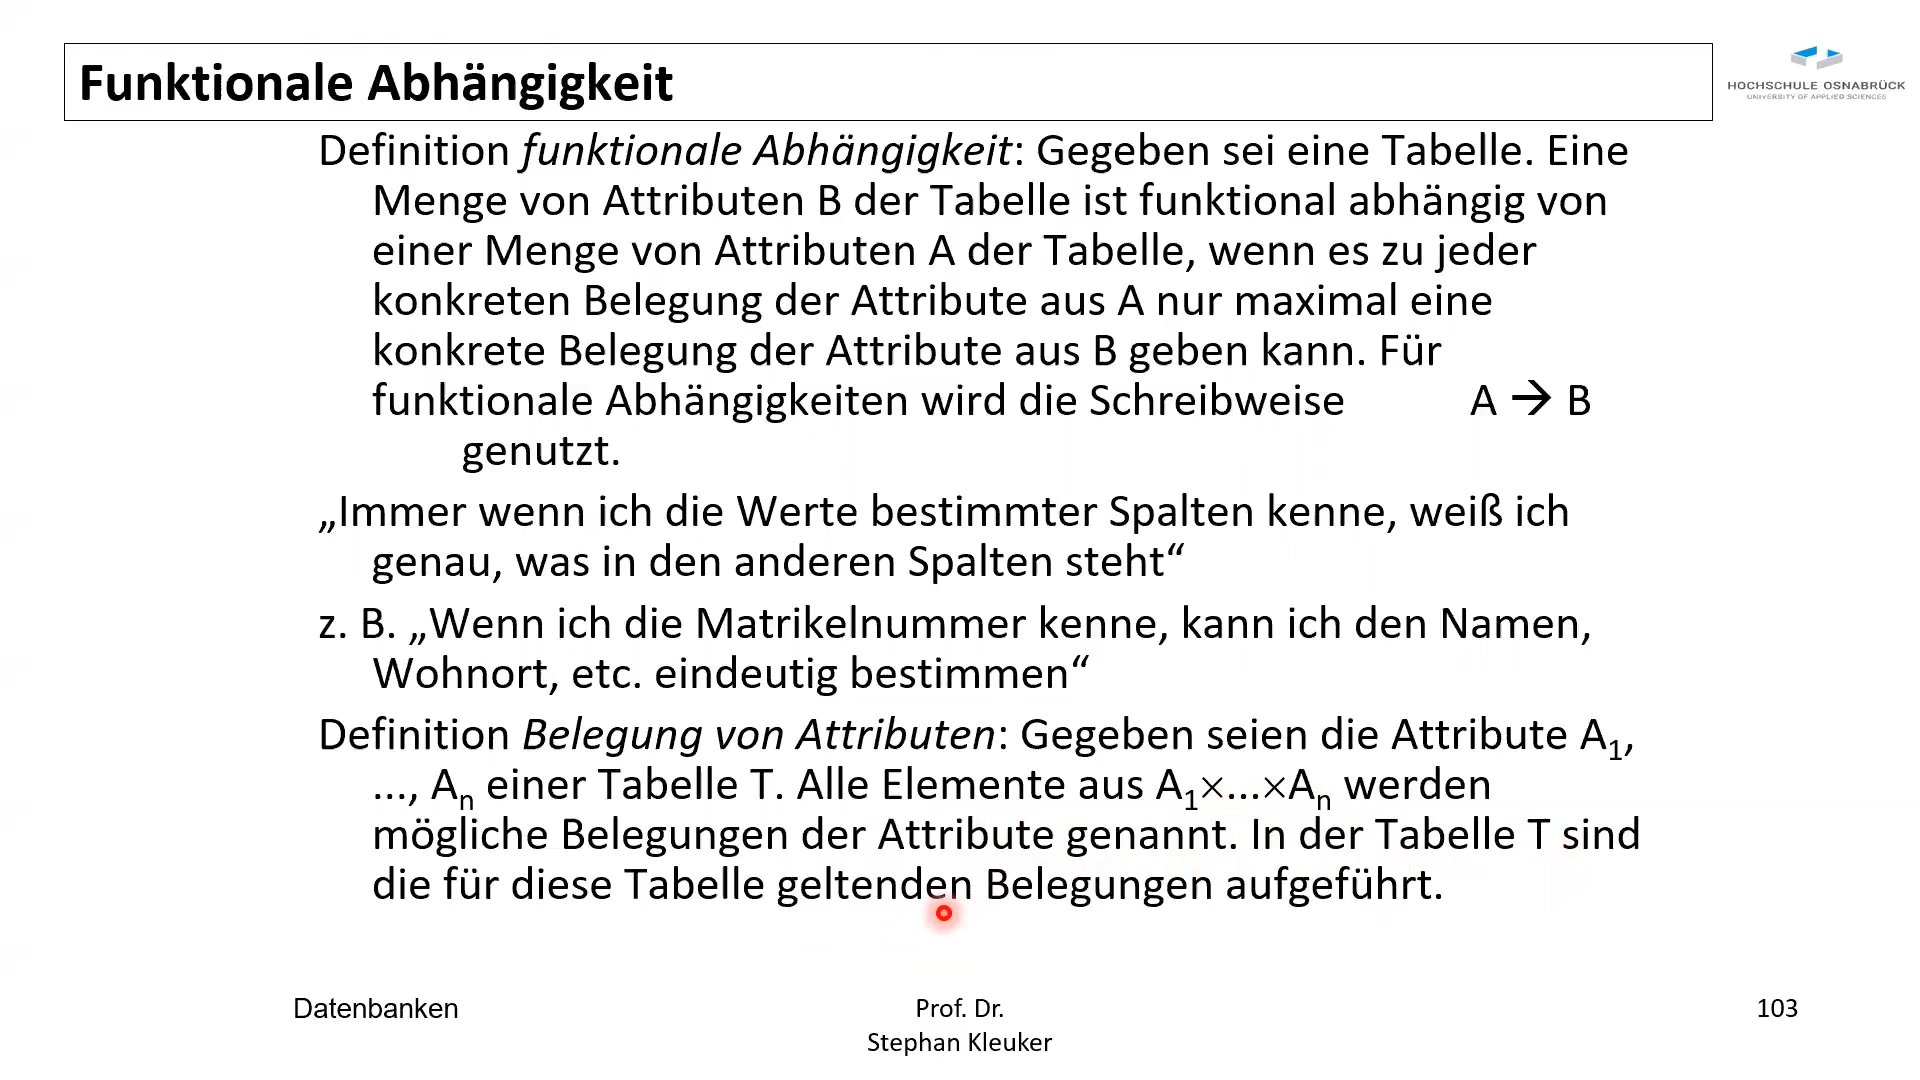 Funktionale Abhängigkeit
HOCHSCHULE OSNABRÜCK
UNIVERSITY OF APPLIED SCIENCES
Definition funktionale Abhängigkeit: Gegeben sei eine Tabelle. Eine
Menge von Attributen B der Tabelle ist funktional abhängig von
einer Menge von Attributen A der Tabelle, wenn es zu jeder
konkreten Belegung der Attribute aus A nur maximal eine
konkrete Belegung der Attribute aus B geben kann. Für
funktionale Abhängigkeiten wird die Schreibweise A → B
genutzt.
„Immer wenn ich die Werte bestimmter Spalten kenne, weiß ich
genau, was in den anderen Spalten steht“
z. B. „Wenn ich die Matrikelnummer kenne, kann ich den Namen,
Wohnort, etc. eindeutig bestimmen“
Definition Belegung von Attributen: Gegeben seien die Attribute A₁,
..., Aₙ einer Tabelle T. Alle Elemente aus A₁×...×Aₙ werden
mögliche Belegungen der Attribute genannt. In der Tabelle T sind
die für diese Tabelle geltenden Belegungen aufgeführt.
Datenbanken
Prof. Dr.
Stephan Kleuker
103